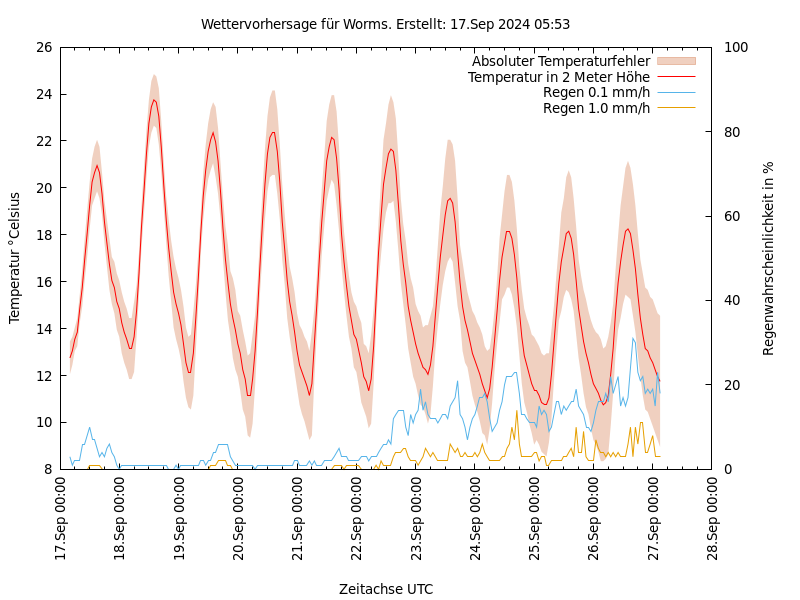 Wettervorhersage für Worms. Erstellt: 17.Sep 2024 05:53
Absoluter Temperaturfehler
Temperatur in 2 Meter Höhe
Regen 0.1 mm/h
Regen 1.0 mm/h
Temperatur °Celsius
26
24
22
20
18
16
14
12
10
8
100
80
60
40
20
0
Regenwahrscheinlichkeit in %
17.Sep 00:00
18.Sep 00:00
19.Sep 00:00
20.Sep 00:00
21.Sep 00:00
22.Sep 00:00
23.Sep 00:00
24.Sep 00:00
25.Sep 00:00
26.Sep 00:00
27.Sep 00:00
28.Sep 00:00
Zeitachse UTC